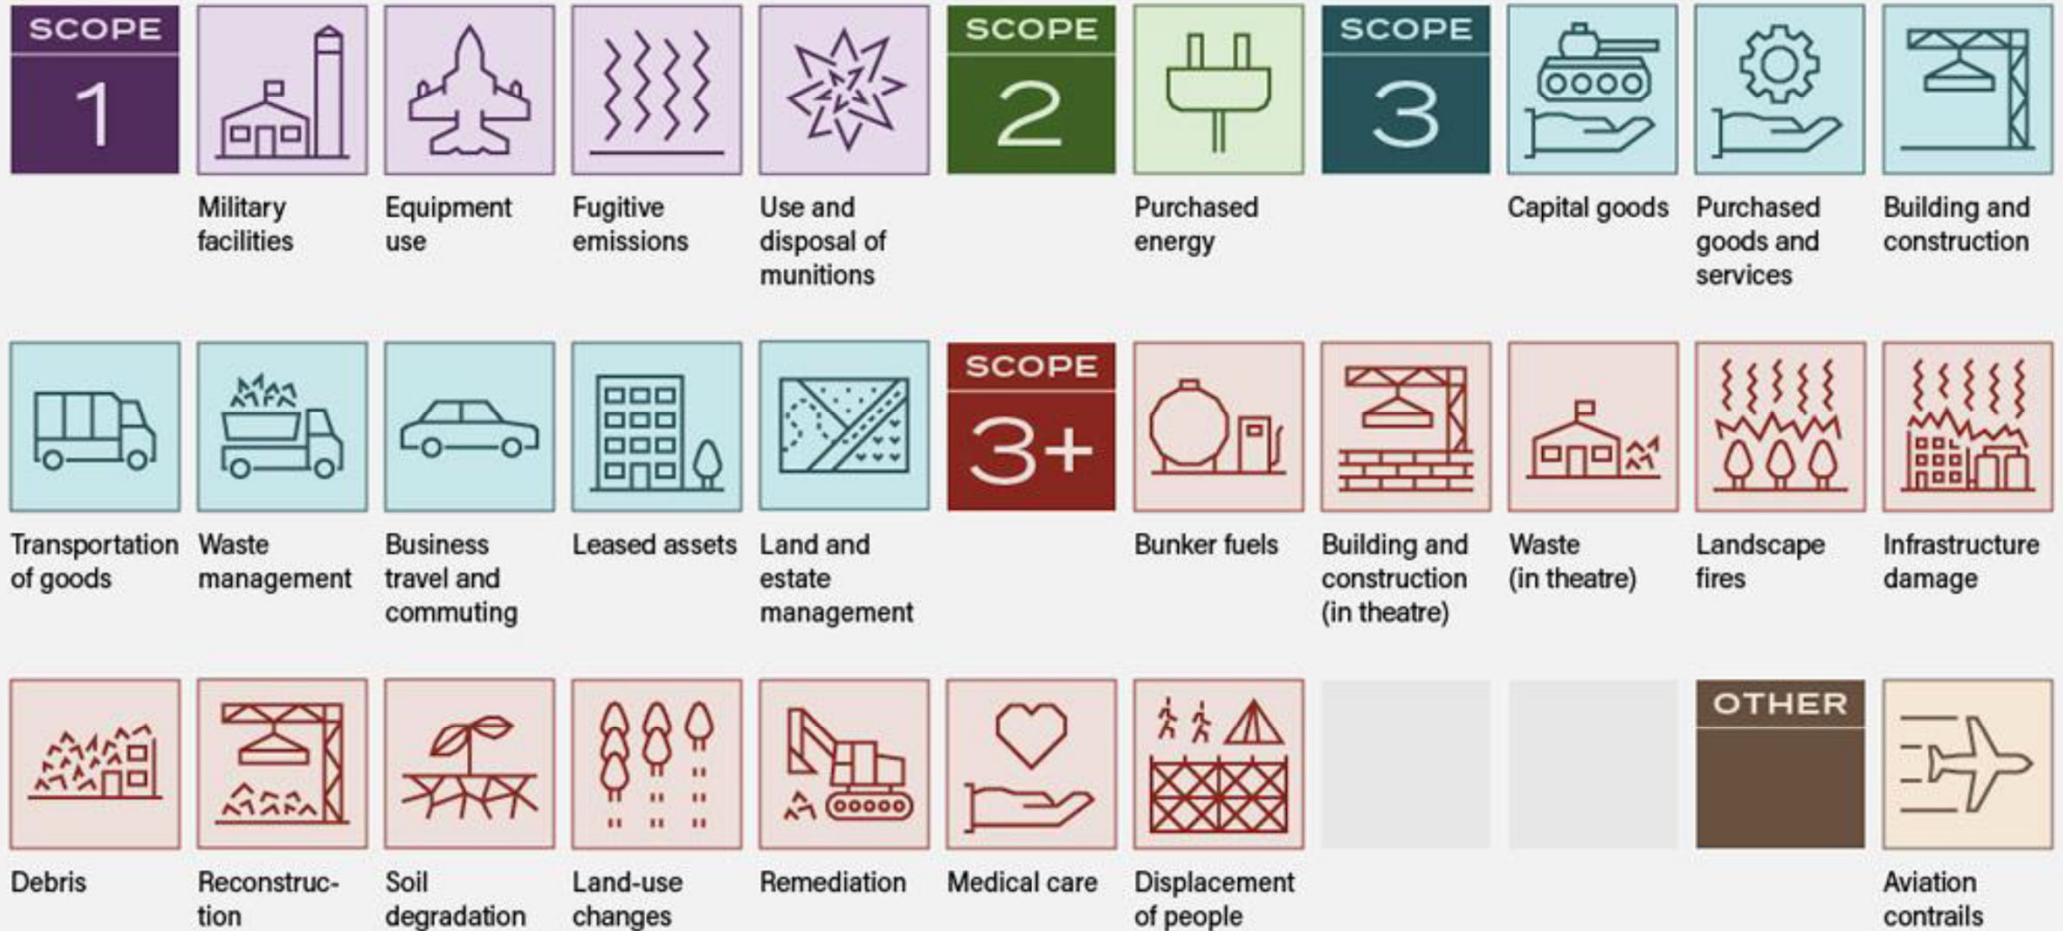 SCOPE
1
Military
facilities
Equipment
use
Fugitive
emissions
Use and
disposal of
munitions
SCOPE
2
Purchased
energy
SCOPE
3
Capital goods
Purchased
goods and
services
Building and
construction
Transportation
of goods
Waste
management
Business
travel and
commuting
Leased assets
Land and
estate
management
SCOPE
3+
Bunker fuels
Building and
construction
(in theatre)
Waste
(in theatre)
Landscape
fires
Infrastructure
damage
Debris
Reconstruc-
tion
Soil
degradation
Land-use
changes
Remediation
Medical care
Displacement
of people
OTHER
Aviation
contrails